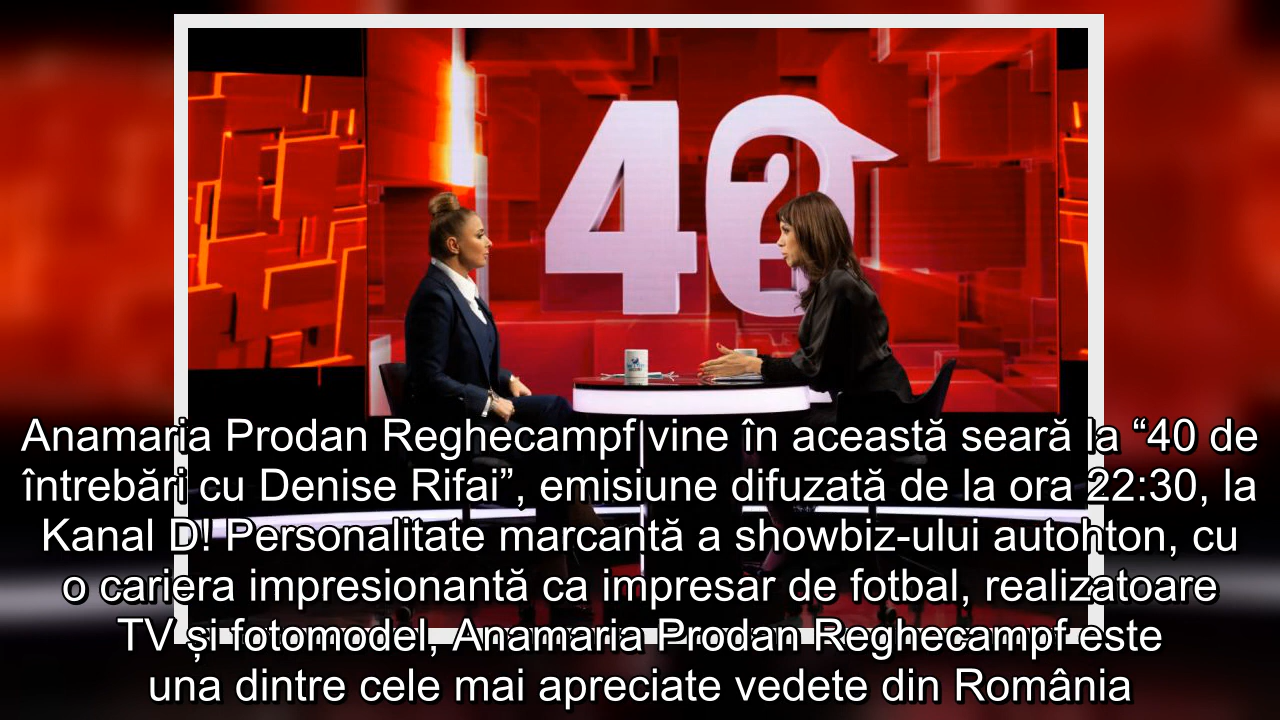 40
Anamaria Prodan Reghecampf vine în această seară la “40 de
întrebări cu Denise Rifai”, emisiune difuzată de la ora 22:30, la
Kanal D! Personalitate marcantă a showbiz-ului autohton, cu
o cariera impresionantă ca impresar de fotbal, realizatoare
TV și fotomodel, Anamaria Prodan Reghecampf este
una dintre cele mai apreciate vedete din România